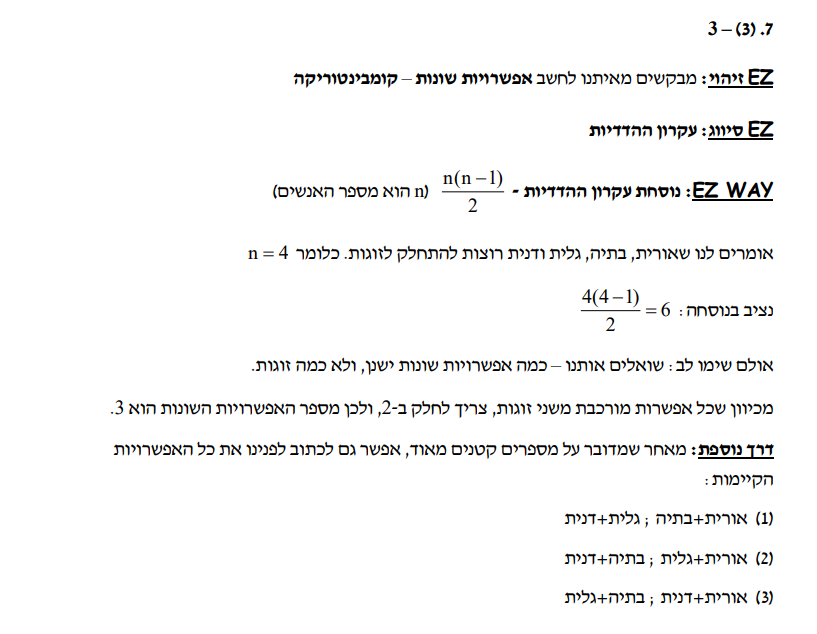 7. (3) – 3
EZ זיהוי: מבקשים מאיתנו לחשב אפשרויות שונות – קומבינטוריקה
EZ סיווג: עקרון ההדדיות
EZ WAY: נוסחת עקרון ההדדיות - n(n−1)/2 (n הוא מספר האנשים)
אומרים לנו שאורית, בתיה, גלית ודנית רוצות להתחלק לזוגות. כלומר n = 4
נציב בנוסחה: 4(4−1)/2 = 6
אולם שימו לב: שואלים אותנו – כמה אפשרויות שונות ישנן, ולא כמה זוגות.
מכיוון שכל אפשרות מורכבת משני זוגות, צריך לחלק ב-2, ולכן מספר האפשרויות השונות הוא 3.
דרך נוספת: מאחר שמדובר על מספרים קטנים מאוד, אפשר גם לכתוב לפנינו את כל האפשרויות
הקיימות:
(1) אורית+בתיה ; גלית+דנית
(2) אורית+גלית ; בתיה+דנית
(3) אורית+דנית ; בתיה+גלית